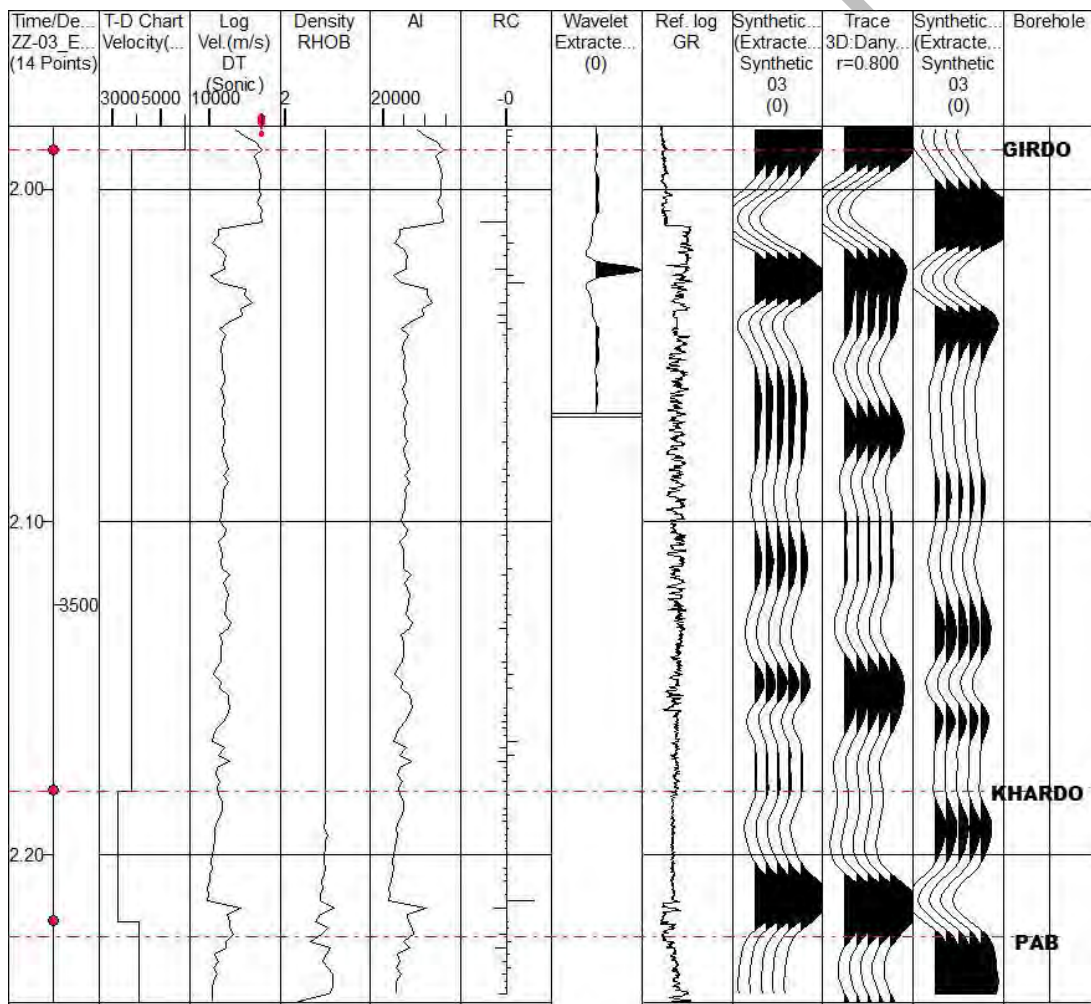 Time/De...
ZZ-03_E...
(14 Points)
T-D Chart
Velocity(...
3000 5000
Log
Vel.(m/s)
DT
(Sonic)
10000
Density
RHOB
2
AI
20000
RC
-0
Wavelet
Extracte...
(0)
Ref. log
GR
Synthetic...
(Extracte...
Synthetic
03
(0)
Trace
3D:Dany...
r=0.800
Synthetic...
(Extracte...
Synthetic
03
(0)
Borehole
GIRDO
2.00
2.10
3500
KHARDO
2.20
PAB